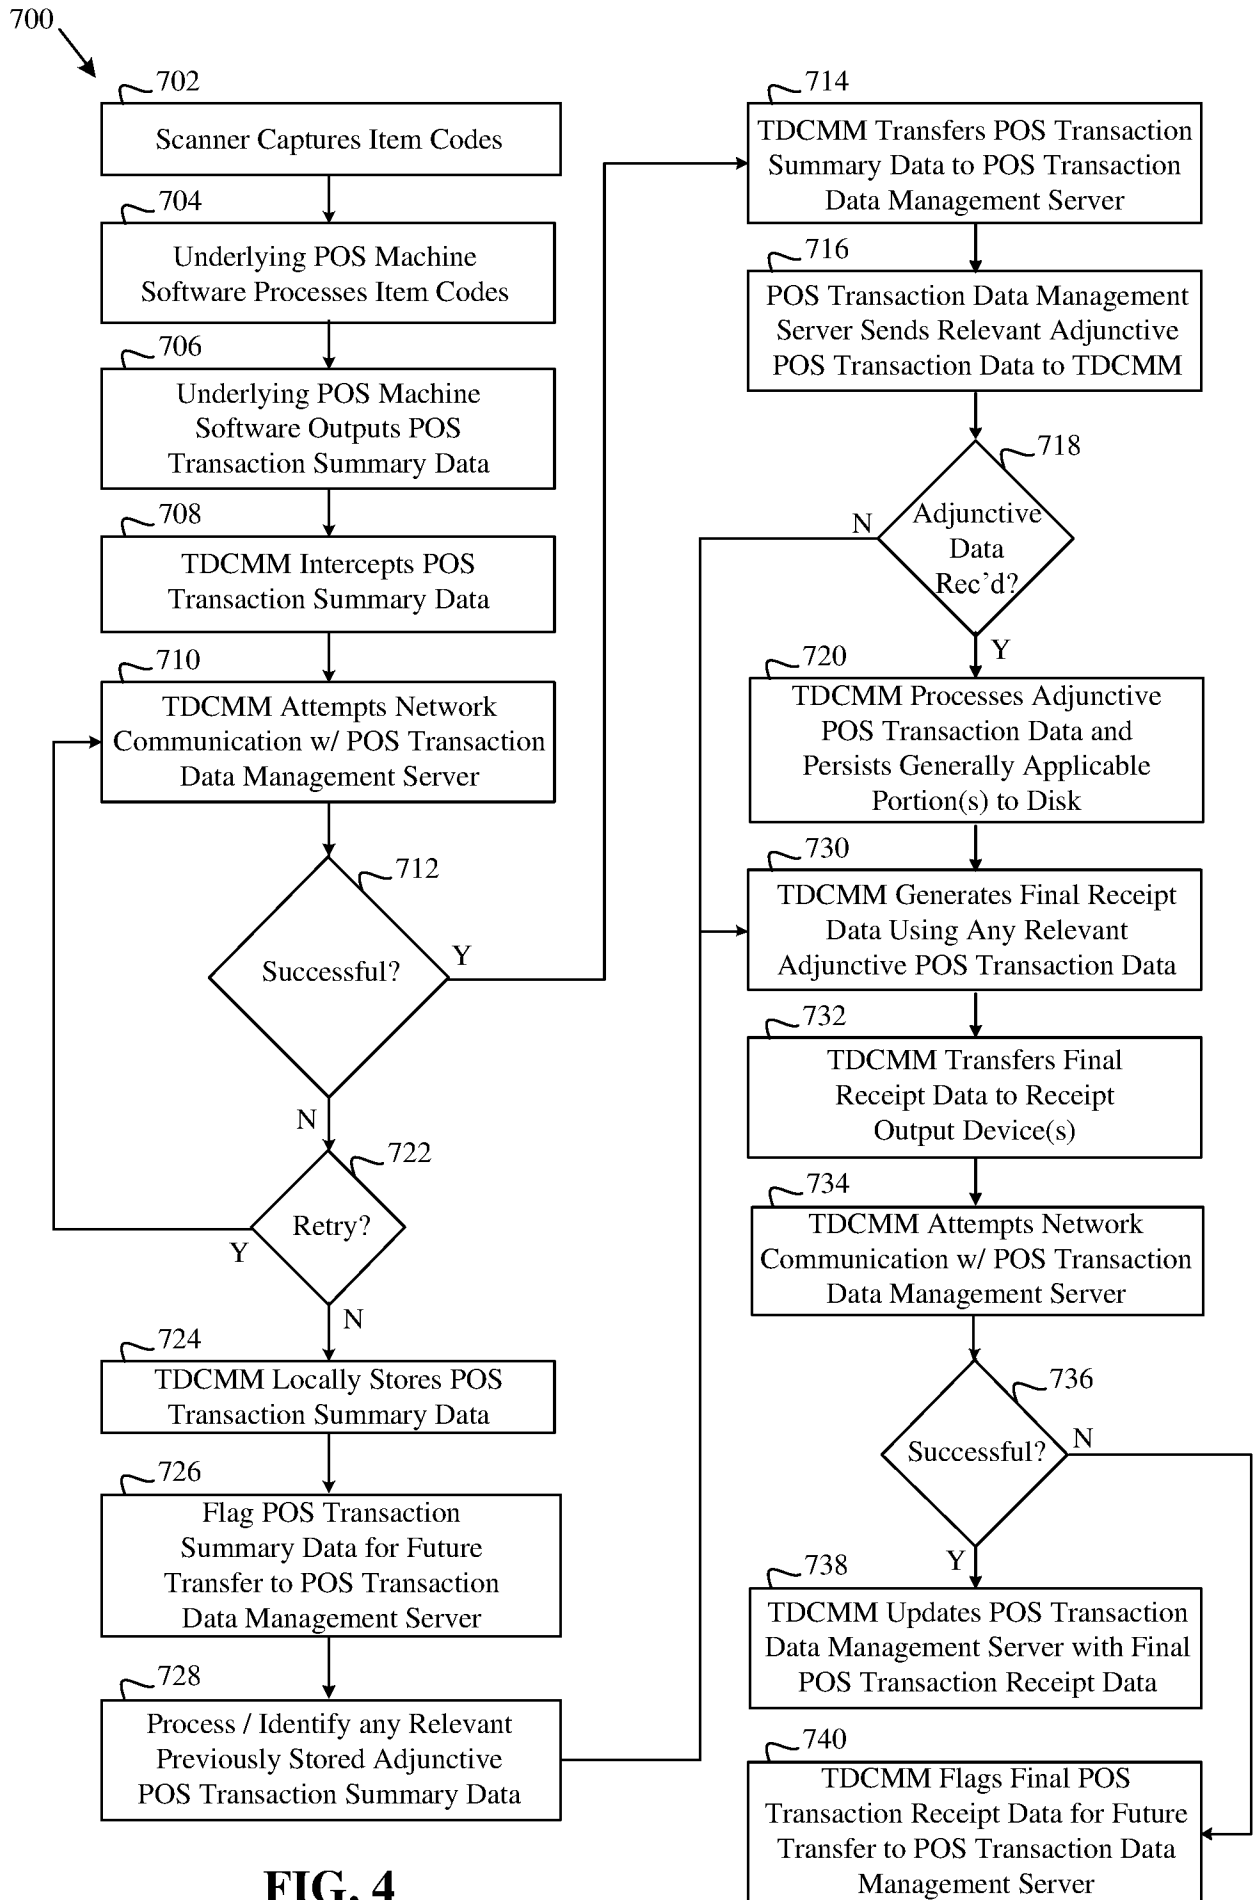 700
702
Scanner Captures Item Codes
704
Underlying POS Machine
Software Processes Item Codes
706
Underlying POS Machine
Software Outputs POS
Transaction Summary Data
708
TDCMM Intercepts POS
Transaction Summary Data
710
TDCMM Attempts Network
Communication w/ POS Transaction
Data Management Server
712
Successful?
Y
N
722
Retry?
Y
N
724
TDCMM Locally Stores POS
Transaction Summary Data
726
Flag POS Transaction
Summary Data for Future
Transfer to POS Transaction
Data Management Server
728
Process / Identify any Relevant
Previously Stored Adjunctive
POS Transaction Summary Data
714
TDCMM Transfers POS Transaction
Summary Data to POS Transaction
Data Management Server
716
POS Transaction Data Management
Server Sends Relevant Adjunctive
POS Transaction Data to TDCMM
718
N
Adjunctive
Data
Rec’d?
Y
720
TDCMM Processes Adjunctive
POS Transaction Data and
Persists Generally Applicable
Portion(s) to Disk
730
TDCMM Generates Final Receipt
Data Using Any Relevant
Adjunctive POS Transaction Data
732
TDCMM Transfers Final
Receipt Data to Receipt
Output Device(s)
734
TDCMM Attempts Network
Communication w/ POS Transaction
Data Management Server
736
Successful?
N
Y
738
TDCMM Updates POS Transaction
Data Management Server with Final
POS Transaction Receipt Data
740
TDCMM Flags Final POS
Transaction Receipt Data for Future
Transfer to POS Transaction Data
Management Server
FIG. 4